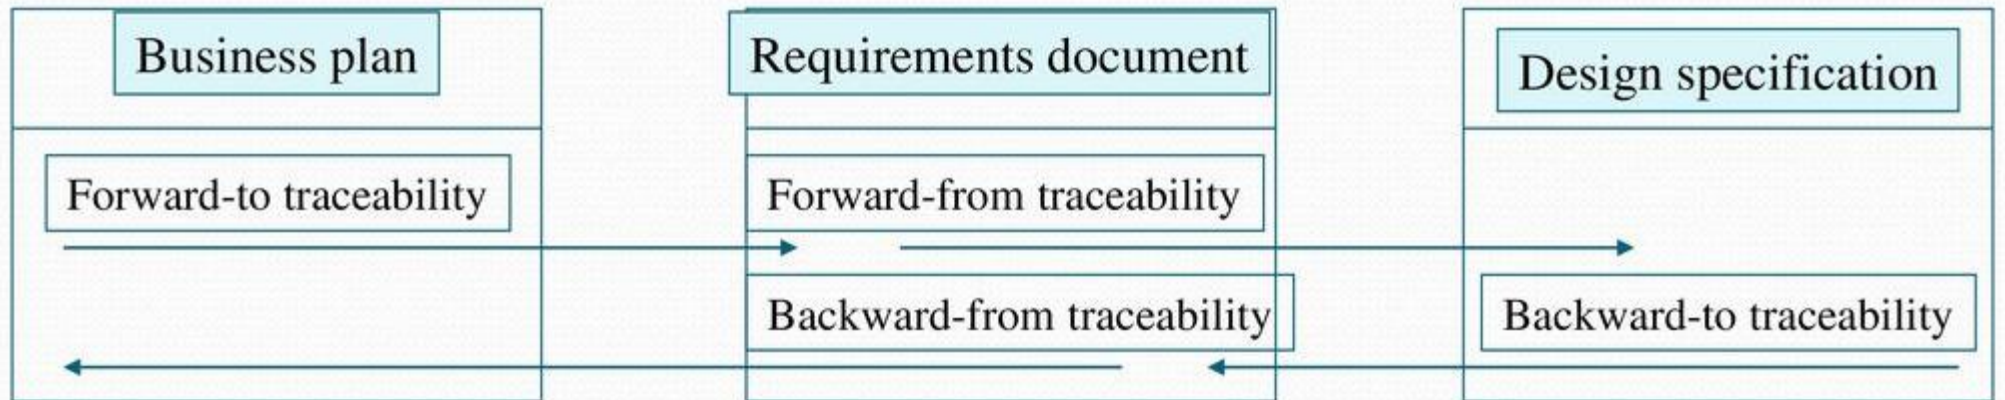 Business plan
Requirements document
Design specification
Forward-to traceability
Forward-from traceability
Backward-from traceability
Backward-to traceability